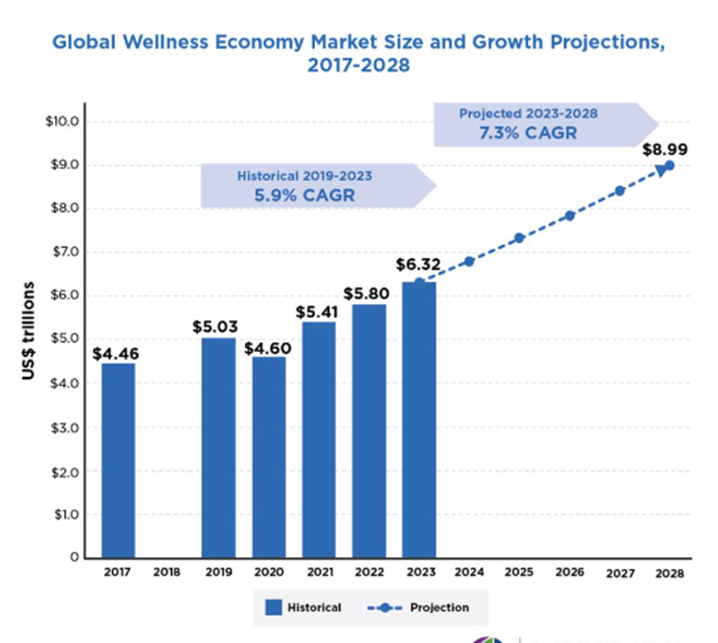 Global Wellness Economy Market Size and Growth Projections,
2017-2028
Projected 2023-2028
7.3% CAGR
Historical 2019-2023
5.9% CAGR
US$ trillions
$10.0
$9.0
$8.0
$7.0
$6.0
$5.0
$4.0
$3.0
$2.0
$1.0
0
$4.46
$5.03
$4.60
$5.41
$5.80
$6.32
$8.99
2017 2018 2019 2020 2021 2022 2023 2024 2025 2026 2027 2028
Historical Projection